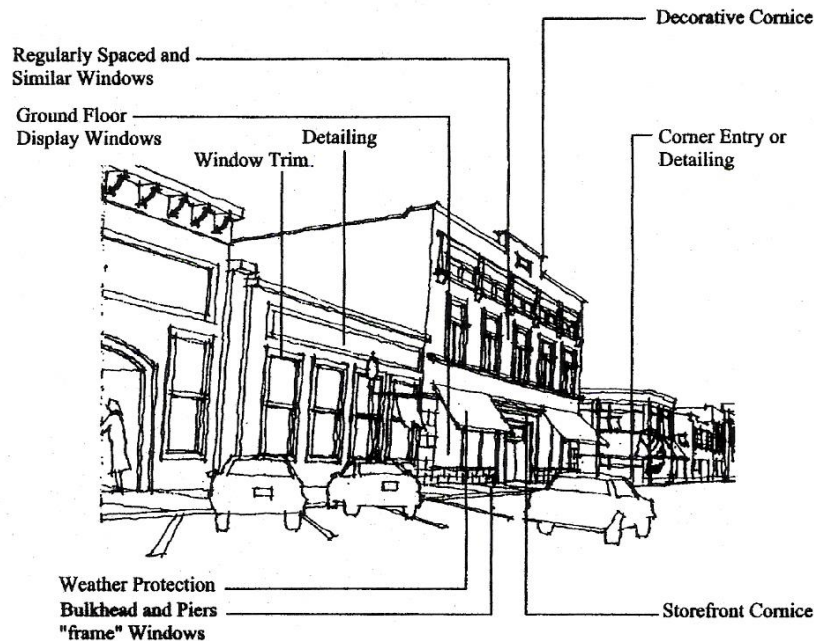 Decorative Cornice
Regularly Spaced and
Similar Windows
Ground Floor
Display Windows
Detailing
Window Trim.
Corner Entry or
Detailing
Weather Protection
Bulkhead and Piers
"frame" Windows
Storefront Cornice